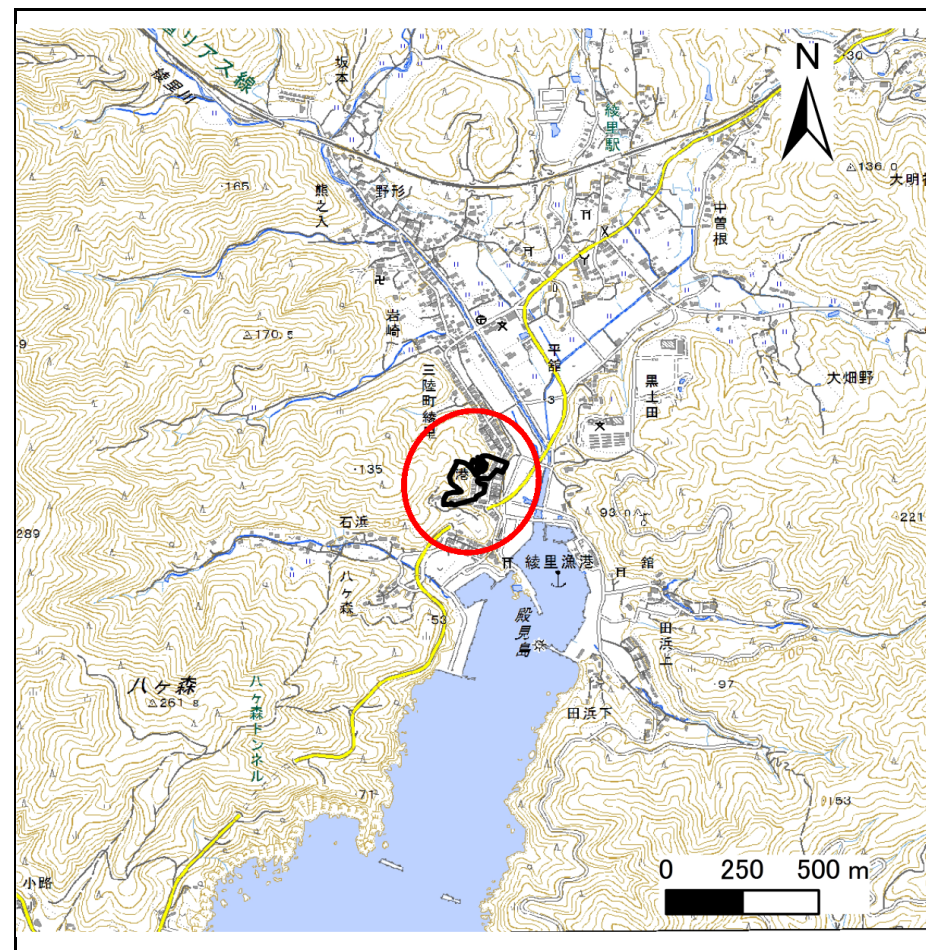 リアス線
綾里川
坂本
綾里駅
N
·30
△136.0
大明
·165
熊之入
野形
中曽根
岩崎
△170.5
9
平舘
三陸町綾里
3
黒土田
大畑野
·135
港
石浜
93.0
·221
289
綾里漁港
舘
八ヶ森
·53
殿見島
田浜上
八ヶ森
△261.8
八ヶ森トンネル
·97
田浜下
·71
·153
小路
0 250 500 m